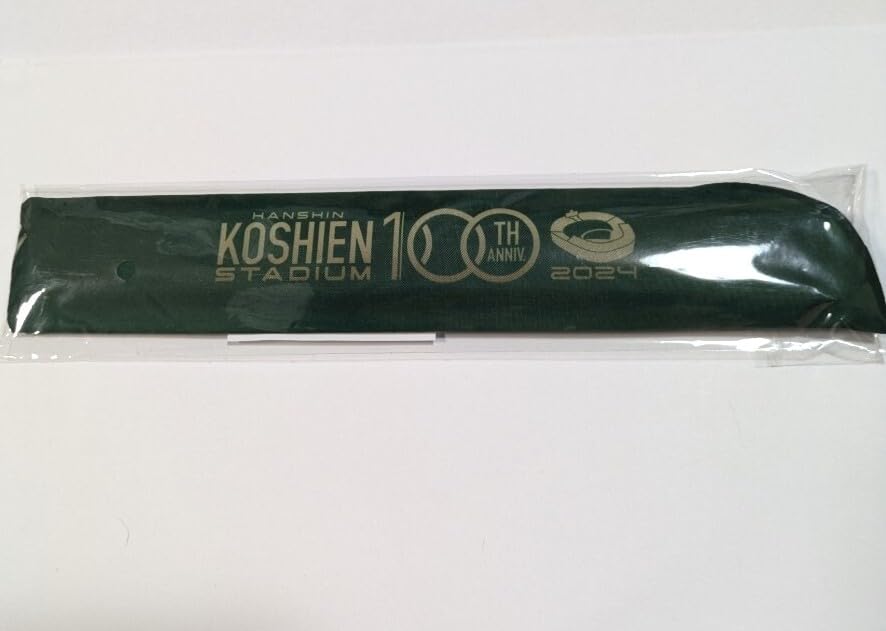 HANSHIN
KOSHIEN
STADIUM
100
TH
ANNIV.
2024